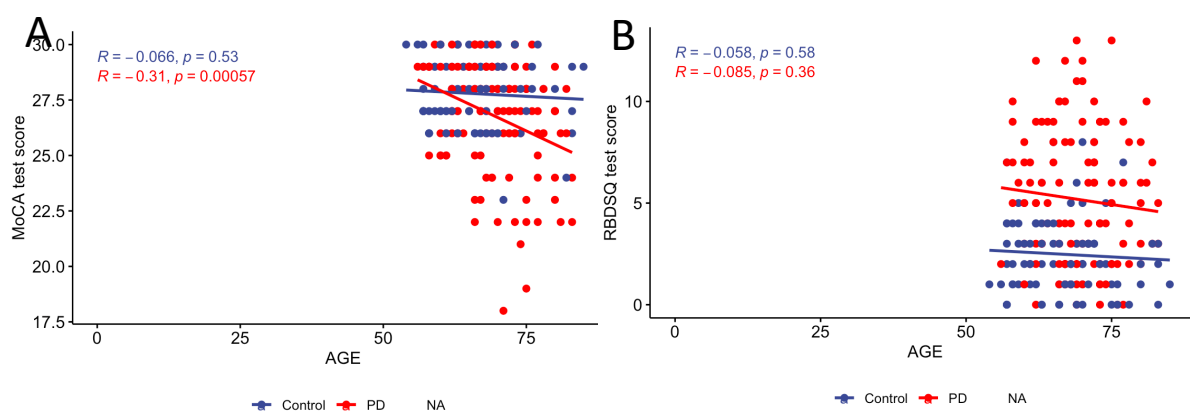 A
R = −0.066, p = 0.53
R = −0.31, p = 0.00057
30.0
27.5
25.0
22.5
20.0
17.5
MoCA test score
0 25 50 75
AGE
Control PD NA
B
R = −0.058, p = 0.58
R = −0.085, p = 0.36
10
5
0
RBDSQ test score
0 25 50 75
AGE
Control PD NA